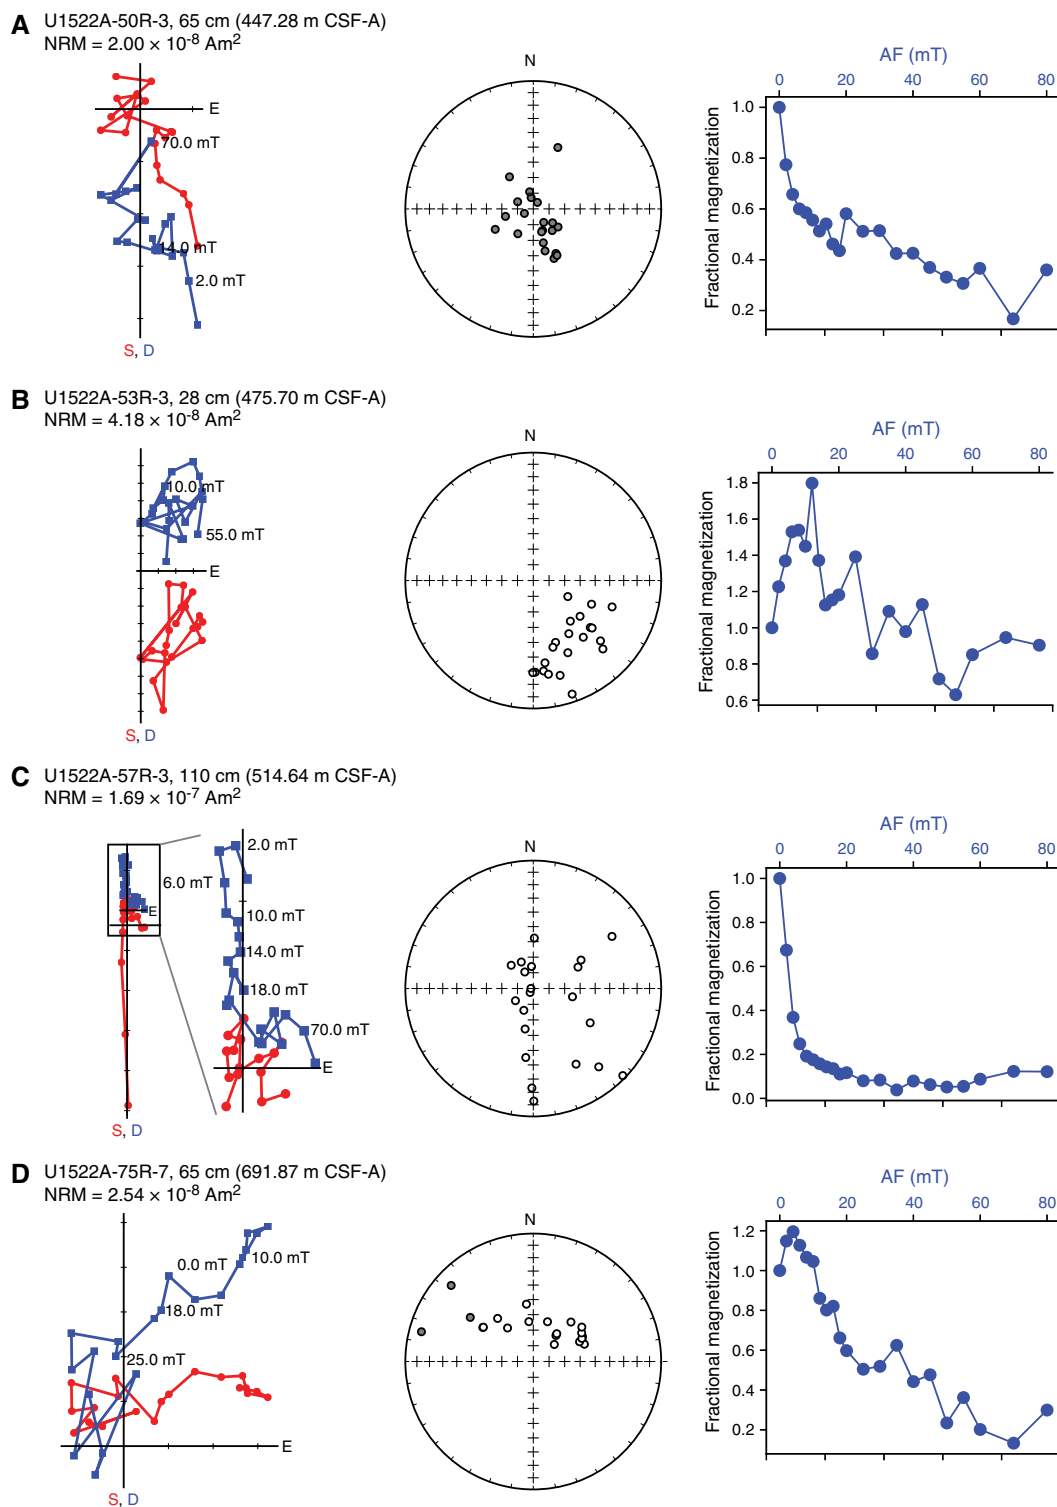 A U1522A-50R-3, 65 cm (447.28 m CSF-A)
NRM = 2.00 × 10⁻⁸ Am²
E
70.0 mT
14.0 mT
2.0 mT
S, D
N
AF (mT)
0 20 40 60 80
Fractional magnetization
1.0
0.8
0.6
0.4
0.2
B U1522A-53R-3, 28 cm (475.70 m CSF-A)
NRM = 4.18 × 10⁻⁸ Am²
10.0 mT
55.0 mT
E
S, D
N
AF (mT)
0 20 40 60 80
Fractional magnetization
1.8
1.6
1.4
1.2
1.0
0.8
0.6
C U1522A-57R-3, 110 cm (514.64 m CSF-A)
NRM = 1.69 × 10⁻⁷ Am²
2.0 mT
6.0 mT
10.0 mT
14.0 mT
18.0 mT
70.0 mT
E
E
S, D
N
AF (mT)
0 20 40 60 80
Fractional magnetization
1.0
0.8
0.6
0.4
0.2
0.0
D U1522A-75R-7, 65 cm (691.87 m CSF-A)
NRM = 2.54 × 10⁻⁸ Am²
0.0 mT
10.0 mT
18.0 mT
25.0 mT
E
S, D
N
AF (mT)
0 20 40 60 80
Fractional magnetization
1.2
1.0
0.8
0.6
0.4
0.2